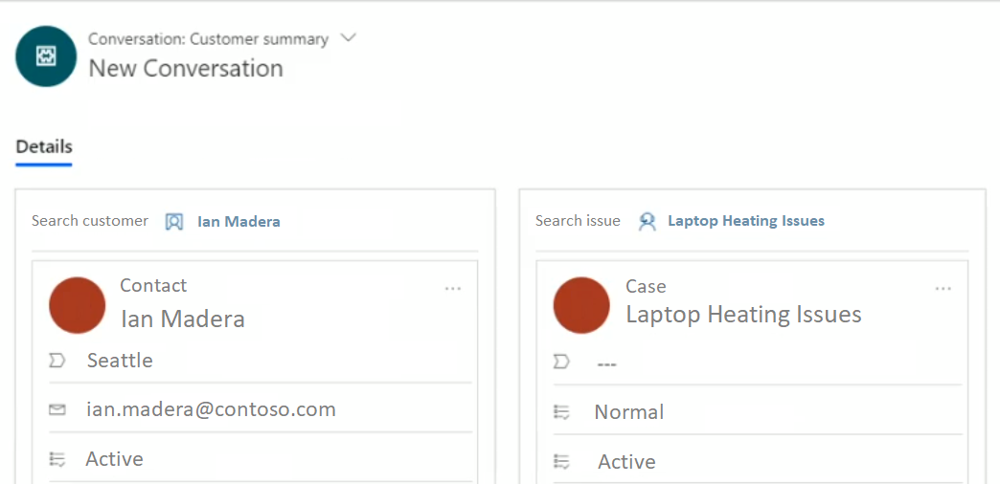 Conversation: Customer summary
New Conversation
Details
Search customer Ian Madera
Contact
Ian Madera
Seattle
ian.madera@contoso.com
Active
Search issue Laptop Heating Issues
Case
Laptop Heating Issues
---
Normal
Active